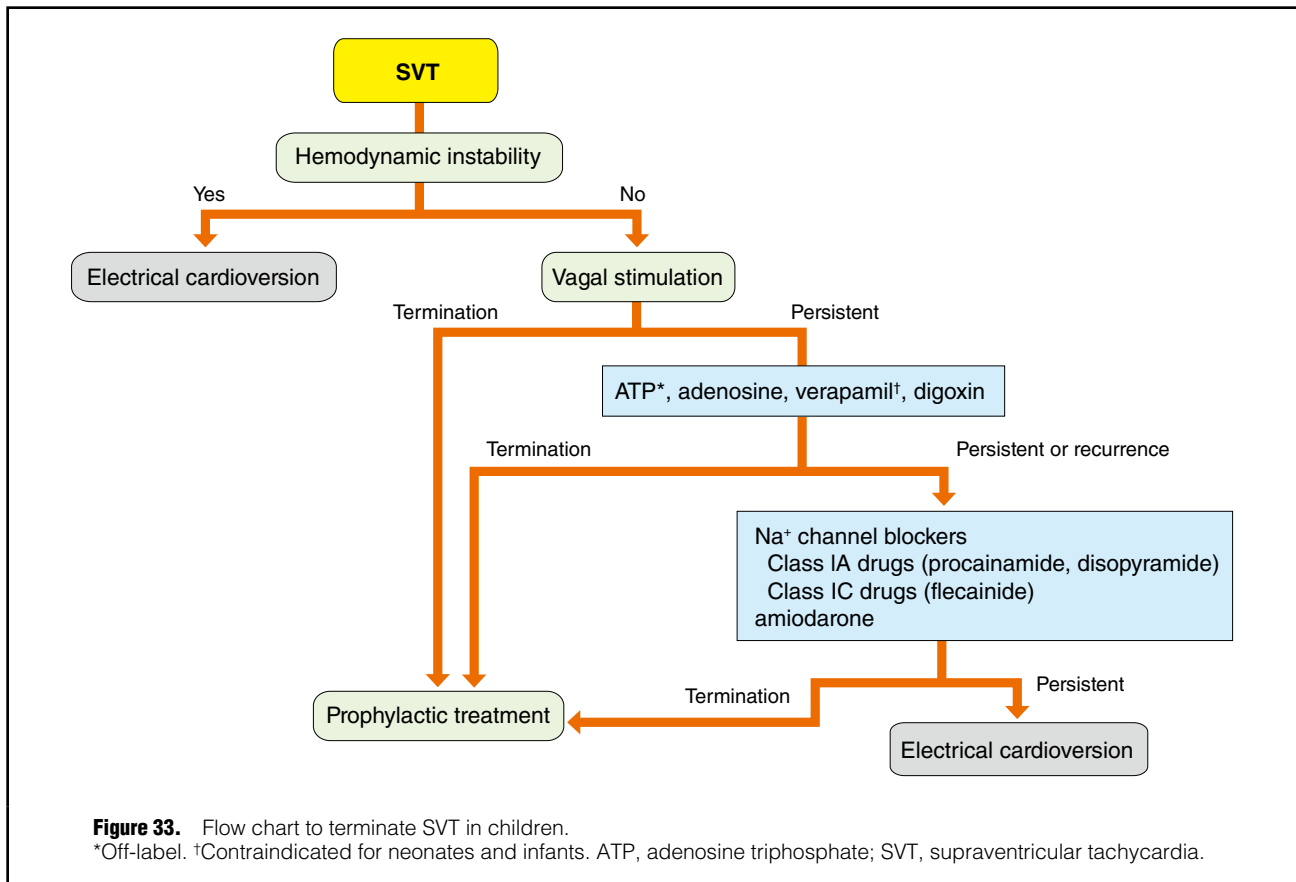 SVT
Hemodynamic instability
Yes
No
Electrical cardioversion
Vagal stimulation
Termination
Persistent
ATP*, adenosine, verapamil†, digoxin
Termination
Persistent or recurrence
Na⁺ channel blockers
Class IA drugs (procainamide, disopyramide)
Class IC drugs (flecainide)
amiodarone
Termination
Persistent
Prophylactic treatment
Electrical cardioversion
Figure 33. Flow chart to terminate SVT in children.
*Off-label. †Contraindicated for neonates and infants. ATP, adenosine triphosphate; SVT, supraventricular tachycardia.